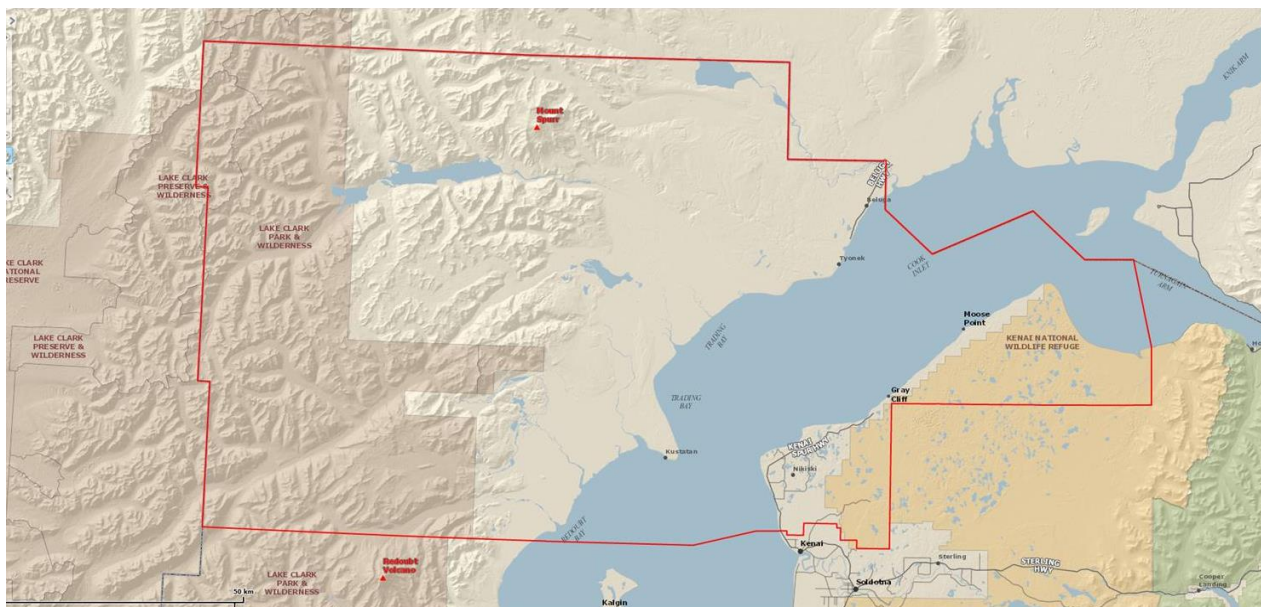 Mount
Spurr
KNIK ARM
BELUGA
HWY
LAKE CLARK
PRESERVE &
WILDERNESS
Beluga
LAKE CLARK
PARK &
WILDERNESS
COOK
INLET
Tyonek
TURNAGAIN
ARM
KE CLARK
ATIONAL
RESERVE
Moose
Point
TRADING
BAY
KENAI NATIONAL
WILDLIFE REFUGE
LAKE CLARK
PRESERVE &
WILDERNESS
Ho
Gray
Cliff
TRADING
BAY
KENAI
SPUR HWY
Kustatan
Nikiski
REDOUBT
BAY
Kenai
Sterling
STERLING
HWY
Redoubt
Volcano
LAKE CLARK
PARK &
WILDERNESS
Soldotna
Cooper
Landing
50 km
Kalgin